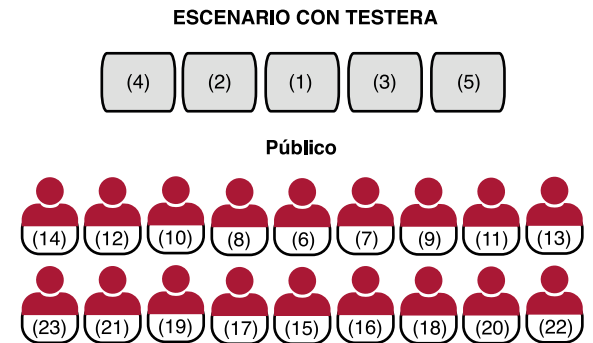 ESCENARIO CON TESTERA
(4) (2) (1) (3) (5)
Público
(14) (12) (10) (8) (6) (7) (9) (11) (13)
(23) (21) (19) (17) (15) (16) (18) (20) (22)